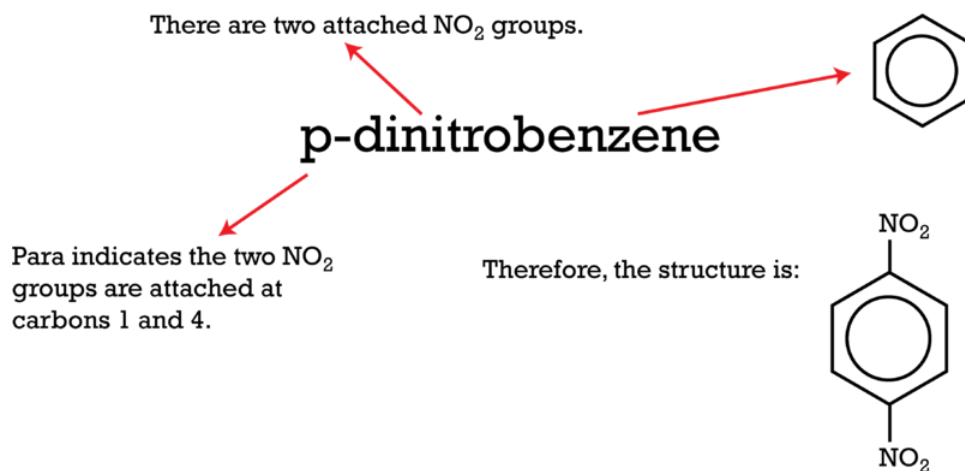 There are two attached NO₂ groups.
p-dinitrobenzene
Para indicates the two NO₂
groups are attached at
carbons 1 and 4.
Therefore, the structure is:
NO₂
NO₂